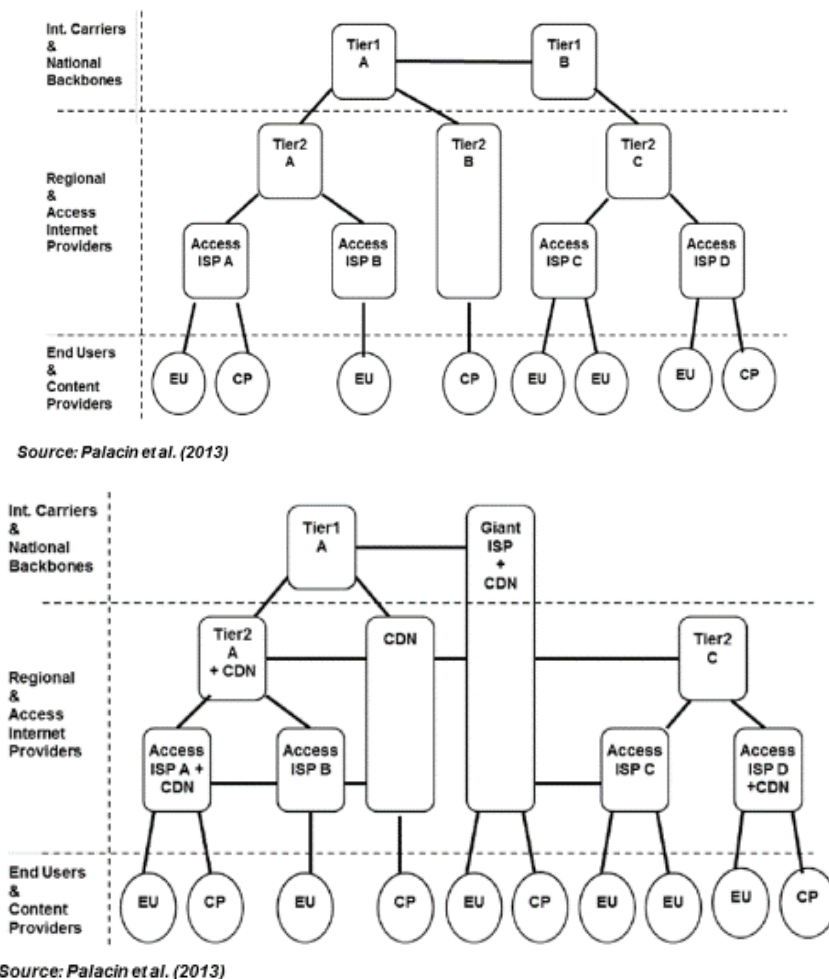 Int. Carriers
&
National
Backbones
Tier1
A
Tier1
B
Regional
&
Access
Internet
Providers
Tier2
A
Tier2
B
Tier2
C
Access
ISP A
Access
ISP B
Access
ISP C
Access
ISP D
End Users
&
Content
Providers
EU
CP
EU
CP
EU
EU
EU
CP
Source: Palacin et al. (2013)
Int. Carriers
&
National
Backbones
Tier1
A
Giant
ISP
+
CDN
Regional
&
Access
Internet
Providers
Tier2
A
+ CDN
CDN
Tier2
C
Access
ISP A +
CDN
Access
ISP B
Access
ISP C
Access
ISP D
+CDN
End Users
&
Content
Providers
EU
CP
EU
CP
EU
CP
EU
EU
EU
CP
Source: Palacin et al. (2013)